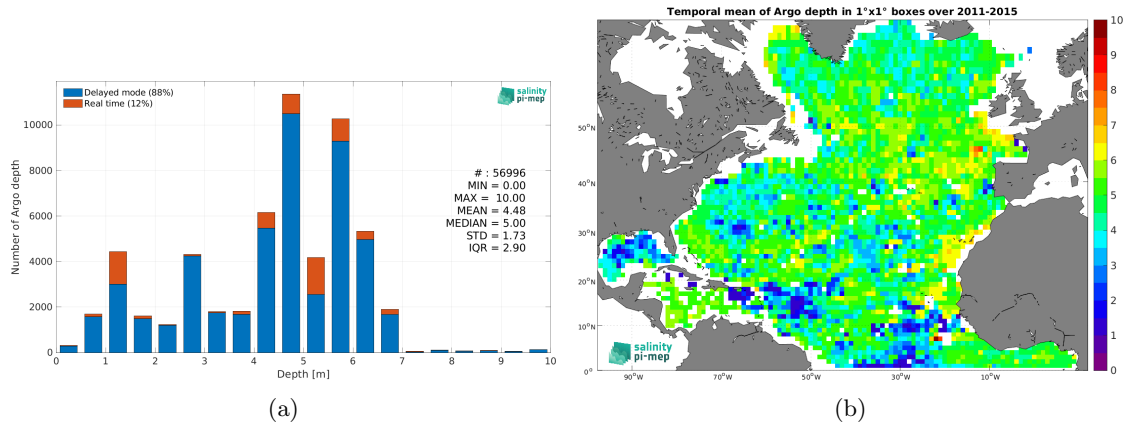 Delayed mode (88%)
Real time (12%)
salinity
pi-mep
# : 56996
MIN = 0.00
MAX = 10.00
MEAN = 4.48
MEDIAN = 5.00
STD = 1.73
IQR = 2.90
Number of Argo depth
10000
8000
6000
4000
2000
0
0 1 2 3 4 5 6 7 8 9 10
Depth [m]
(a)
Temporal mean of Argo depth in 1°x1° boxes over 2011-2015
50°N
40°N
30°N
20°N
10°N
0°
90°W 70°W 50°W 30°W 10°W
salinity
pi-mep
10
9
8
7
6
5
4
3
2
1
0
(b)